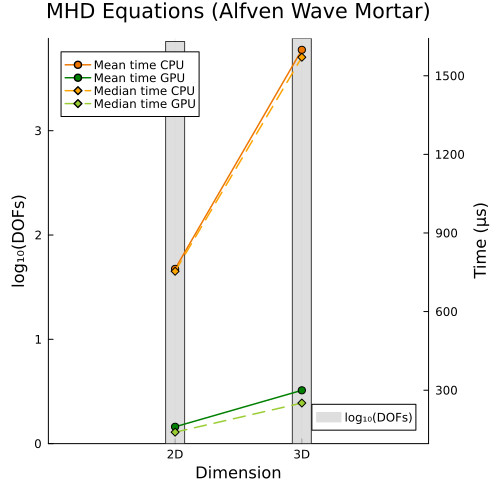 MHD Equations (Alfven Wave Mortar)
Mean time CPU
Mean time GPU
Median time CPU
Median time GPU
log₁₀(DOFs)
3
2
1
0
1500
1200
900
600
300
Time (μs)
log₁₀(DOFs)
2D
3D
Dimension